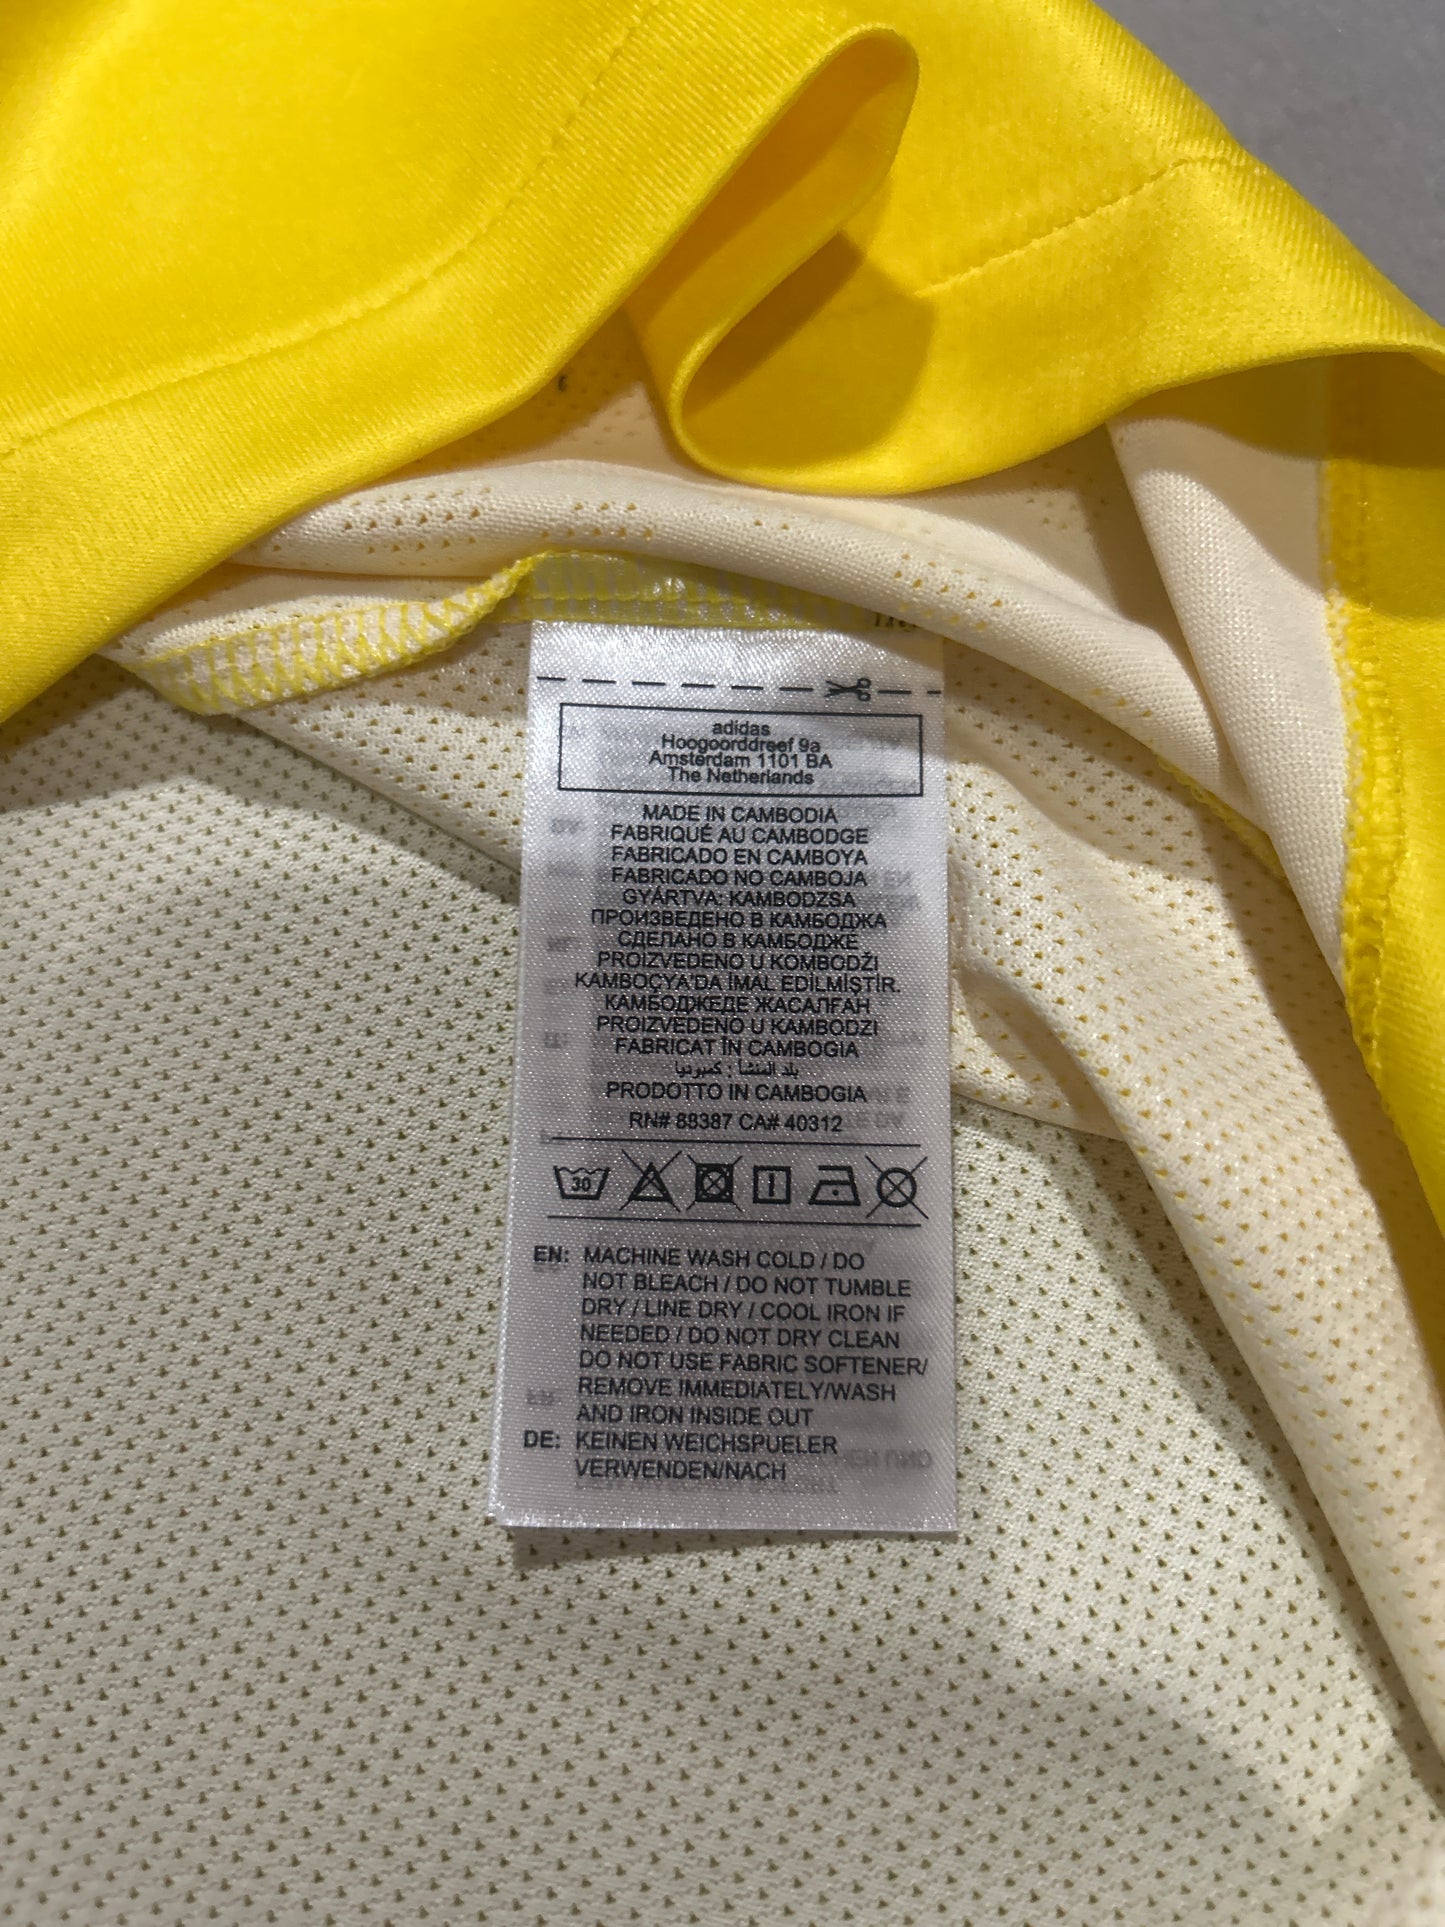 adidas
Hoogoorddreef 9a
Amsterdam 1101 BA
The Netherlands
MADE IN CAMBODIA
FABRIQUÉ AU CAMBODGE
FABRICADO EN CAMBOYA
FABRICADO NO CAMBOJA
GYÁRTVA: KAMBODZSA
ПРОИЗВЕДЕНО В КАМБОДЖА
СДЕЛАНО В КАМБОДЖЕ
PROIZVEDENO U KOMBODŽI
KAMBOÇYA'DA İMAL EDİLMİŞTİR.
КАМБОДЖЕДЕ ЖАСАЛҒАН
PROIZVEDENO U KAMBODZI
FABRICAT ÎN CAMBOGIA
بلد المنشأ : كمبوديا
PRODOTTO IN CAMBOGIA
RN# 88387 CA# 40312
30
EN: MACHINE WASH COLD / DO
NOT BLEACH / DO NOT TUMBLE
DRY / LINE DRY / COOL IRON IF
NEEDED / DO NOT DRY CLEAN
DO NOT USE FABRIC SOFTENER/
REMOVE IMMEDIATELY/WASH
AND IRON INSIDE OUT
DE: KEINEN WEICHSPUELER
VERWENDEN/NACH